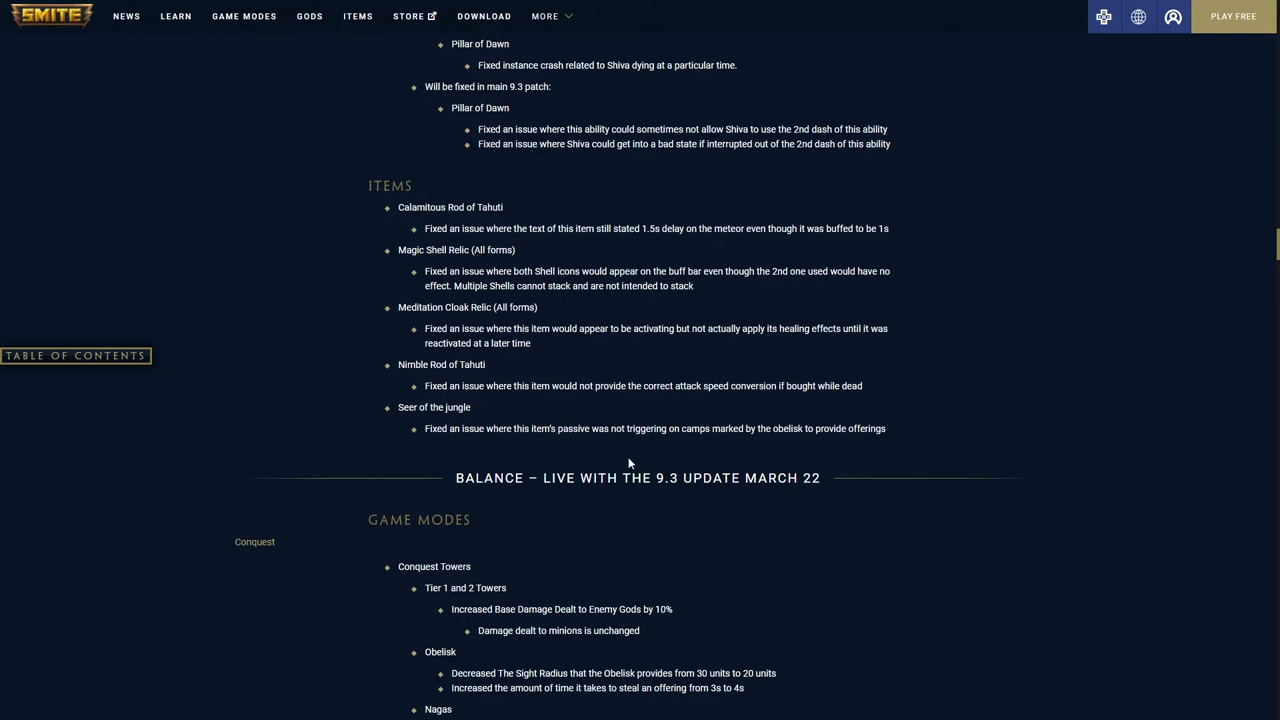 SMITE
NEWS LEARN GAME MODES GODS ITEMS STORE DOWNLOAD MORE PLAY FREE
Pillar of Dawn
Fixed instance crash related to Shiva dying at a particular time.
Will be fixed in main 9.3 patch:
Pillar of Dawn
Fixed an issue where this ability could sometimes not allow Shiva to use the 2nd dash of this ability
Fixed an issue where Shiva could get into a bad state if interrupted out of the 2nd dash of this ability
ITEMS
Calamitous Rod of Tahuti
Fixed an issue where the text of this item still stated 1.5s delay on the meteor even though it was buffed to be 1s
Magic Shell Relic (All forms)
Fixed an issue where both Shell icons would appear on the buff bar even though the 2nd one used would have no
effect. Multiple Shells cannot stack and are not intended to stack
Meditation Cloak Relic (All forms)
Fixed an issue where this item would appear to be activating but not actually apply its healing effects until it was
reactivated at a later time
TABLE OF CONTENTS
Nimble Rod of Tahuti
Fixed an issue where this item would not provide the correct attack speed conversion if bought while dead
Seer of the jungle
Fixed an issue where this item's passive was not triggering on camps marked by the obelisk to provide offerings
BALANCE – LIVE WITH THE 9.3 UPDATE MARCH 22
GAME MODES
Conquest
Conquest Towers
Tier 1 and 2 Towers
Increased Base Damage Dealt to Enemy Gods by 10%
Damage dealt to minions is unchanged
Obelisk
Decreased The Sight Radius that the Obelisk provides from 30 units to 20 units
Increased the amount of time it takes to steal an offering from 3s to 4s
Nagas